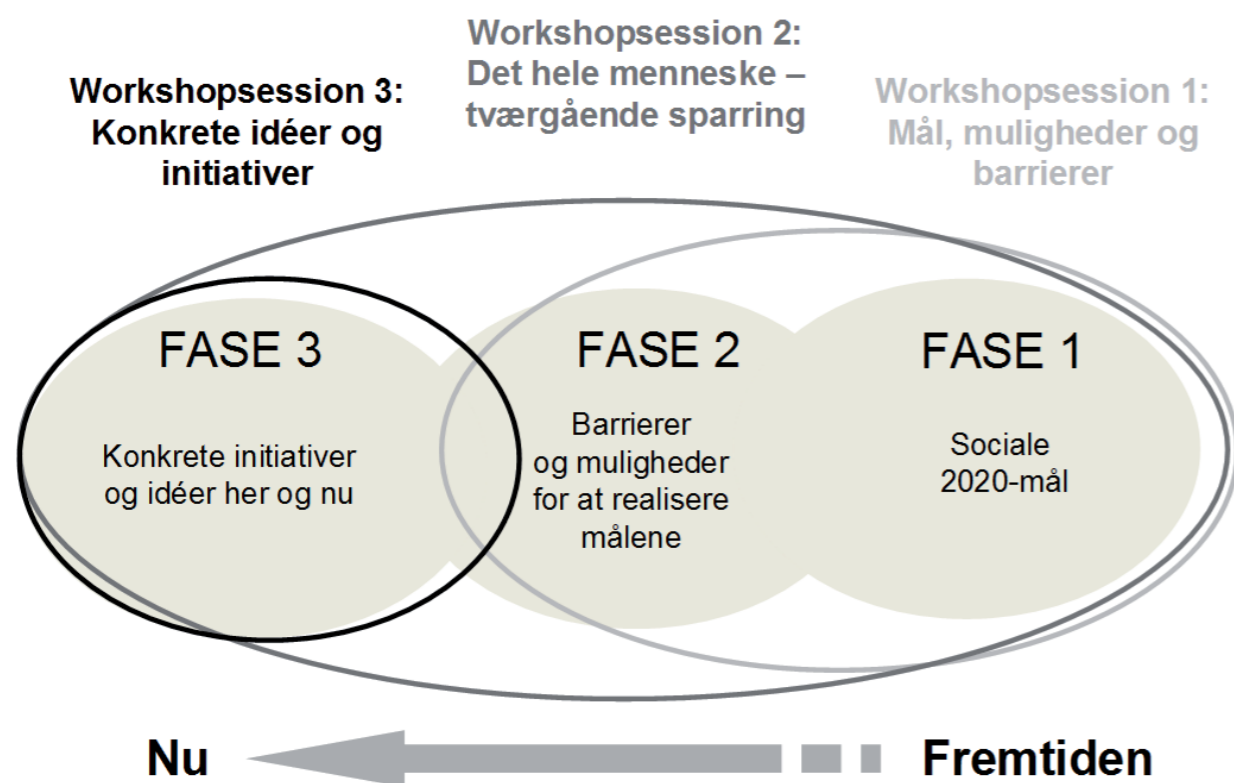 Workshopsession 3:
Konkrete idéer og
initiativer
Workshopsession 2:
Det hele menneske –
tværgående sparring
Workshopsession 1:
Mål, muligheder og
barrierer
FASE 3
Konkrete initiativer
og idéer her og nu
FASE 2
Barrierer
og muligheder
for at realisere
målene
FASE 1
Sociale
2020-mål
Nu
Fremtiden